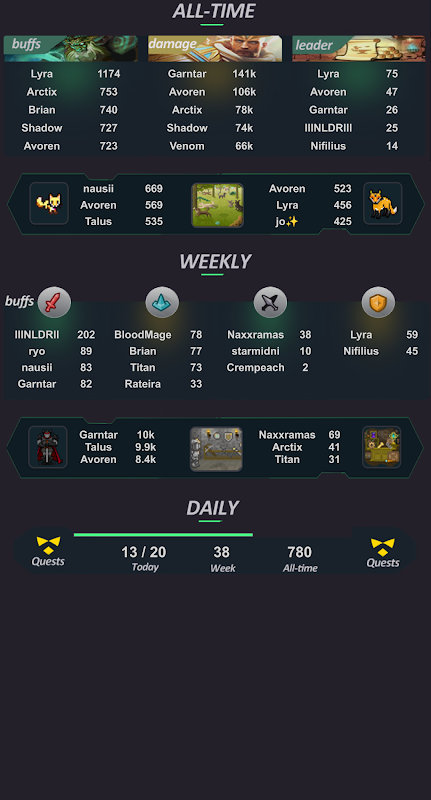 ALL-TIME
buffs damage leader
Lyra 1174 Garntar 141k Lyra 75
Arctix 753 Avoren 106k Avoren 47
Brian 740 Arctix 78k Garntar 26
Shadow 727 Shadow 74k IIINLDRIII 25
Avoren 723 Venom 66k Nifilius 14
nausii 669 Avoren 523
Avoren 569 Lyra 456
Talus 535 jo✨ 425
WEEKLY
buffs
IIINLDRII 202 BloodMage 78 Naxxramas 38 Lyra 59
ryo 89 Brian 77 starmidni 10 Nifilius 45
nausii 83 Titan 73 Crempeach 2
Garntar 82 Rateira 33
Garntar 10k Naxxramas 69
Talus 9.9k Arctix 41
Avoren 8.4k Titan 31
DAILY
13 / 20 38 780
Quests Today Week All-time Quests